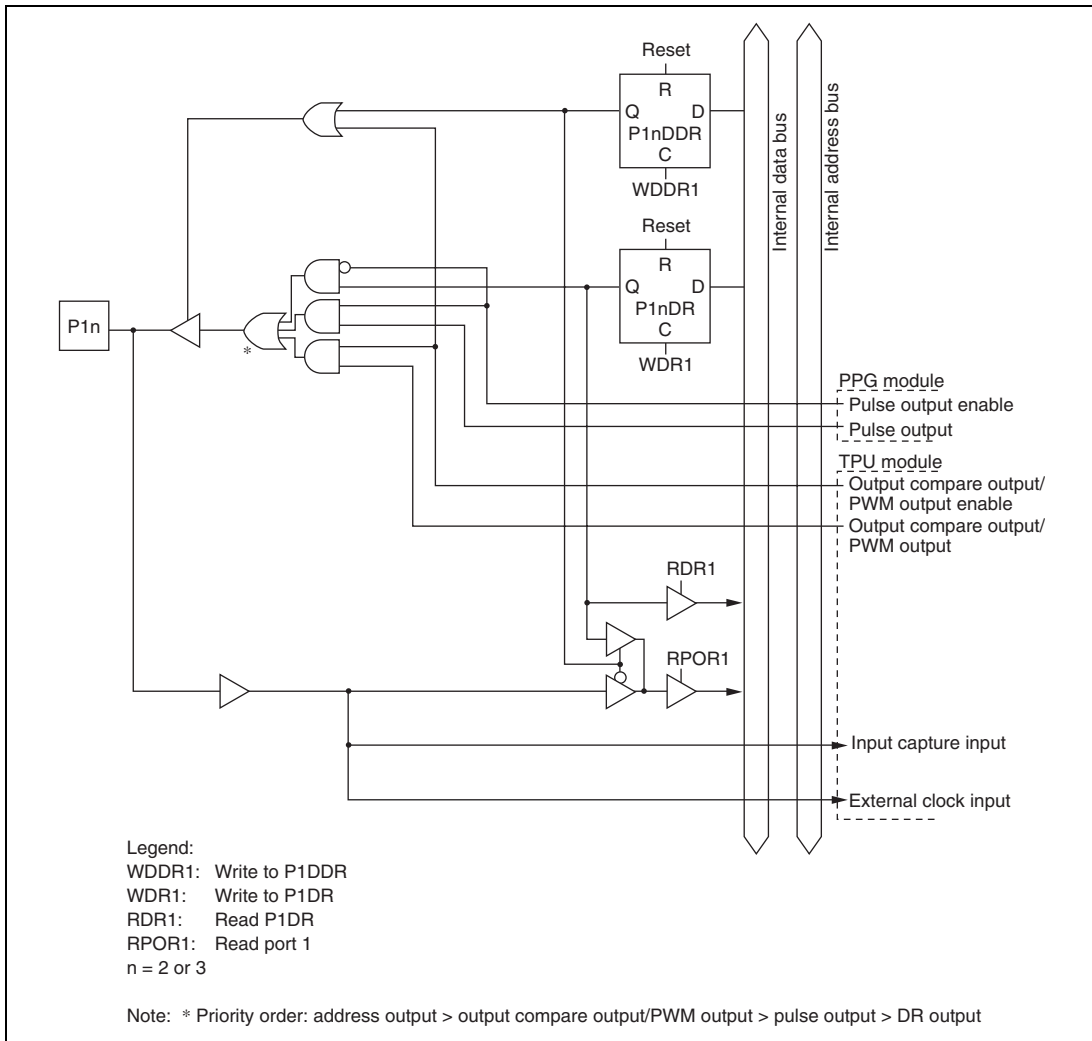 Reset
R
Q D
P1nDDR
C
WDDR1
Reset
R
Q D
P1nDR
C
WDR1
Internal data bus
Internal address bus
P1n
*
PPG module
Pulse output enable
Pulse output
TPU module
Output compare output/
PWM output enable
Output compare output/
PWM output
RDR1
RPOR1
Input capture input
External clock input
Legend:
WDDR1: Write to P1DDR
WDR1: Write to P1DR
RDR1: Read P1DR
RPOR1: Read port 1
n = 2 or 3
Note: * Priority order: address output > output compare output/PWM output > pulse output > DR output